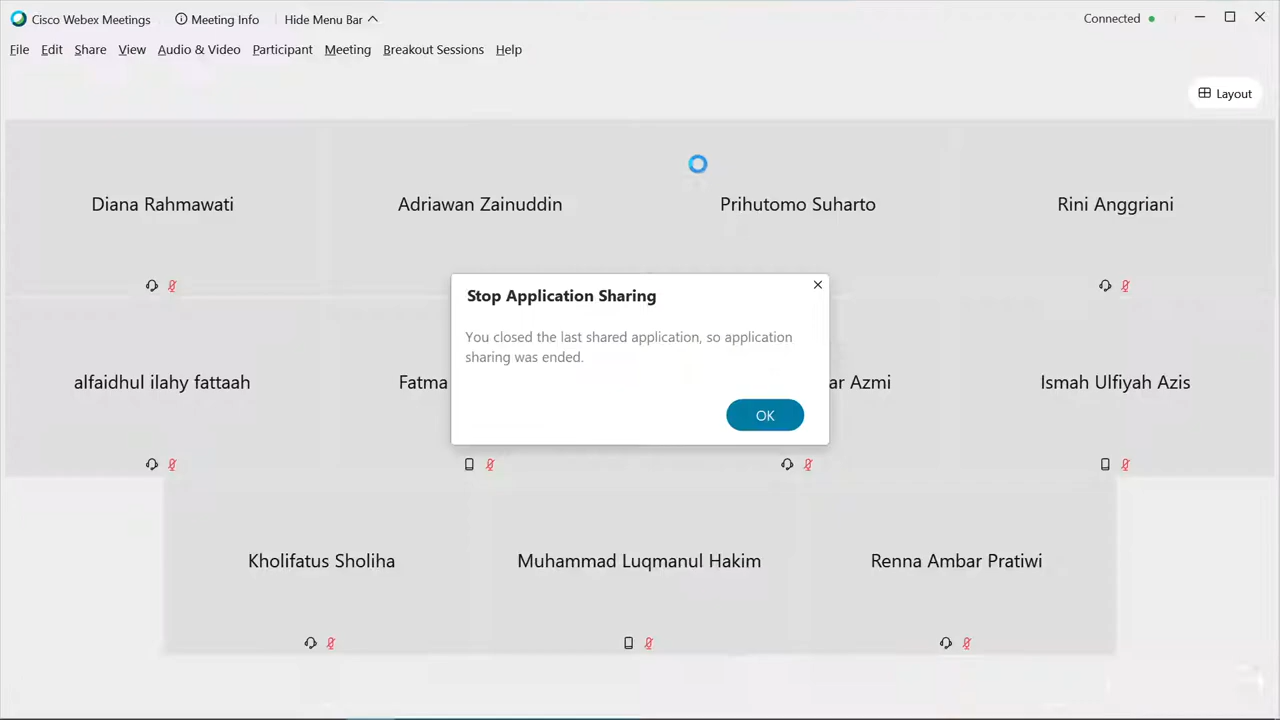 Cisco Webex Meetings Meeting Info Hide Menu Bar Connected
File Edit Share View Audio & Video Participant Meeting Breakout Sessions Help
Layout
Diana Rahmawati Adriawan Zainuddin Prihutomo Suharto Rini Anggriani
Stop Application Sharing
You closed the last shared application, so application
sharing was ended.
alfaidhul ilahy fattaah Fatma ar Azmi Ismah Ulfiyah Azis
OK
Kholifatus Sholiha Muhammad Luqmanul Hakim Renna Ambar Pratiwi